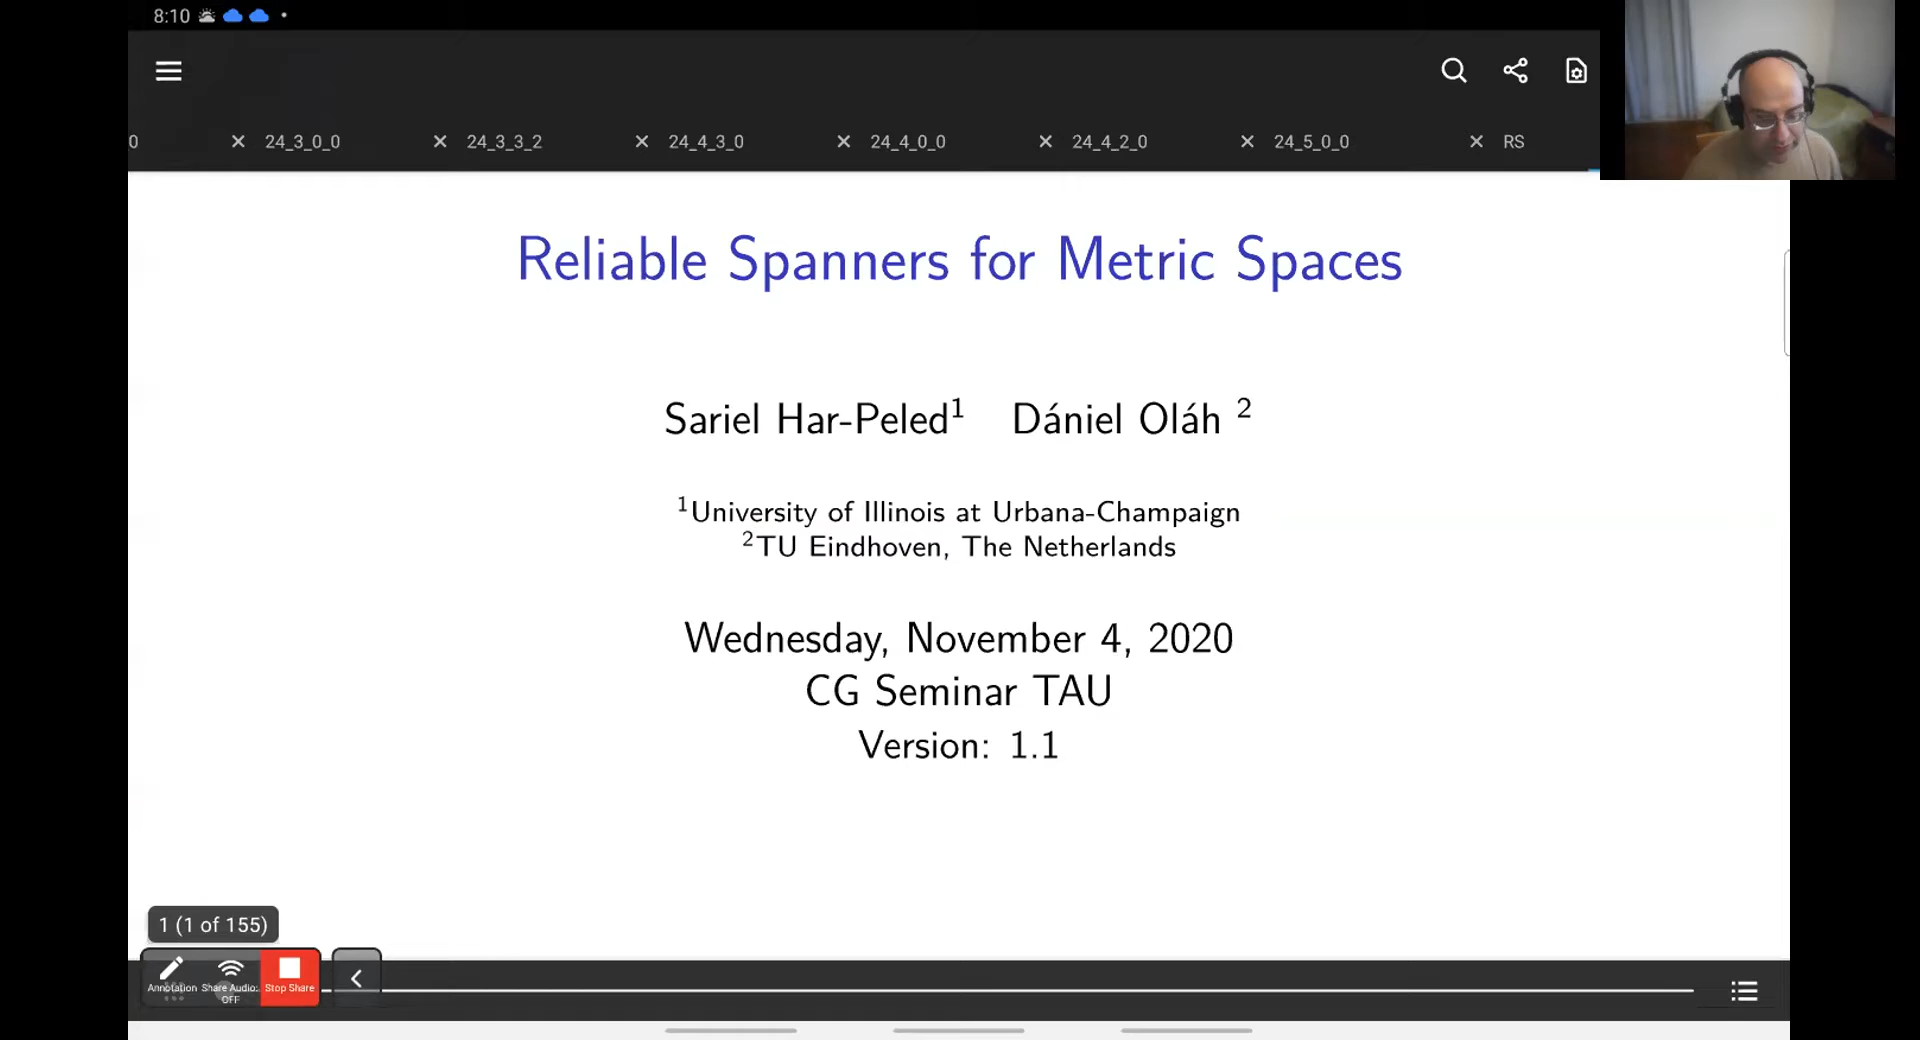 8:10
0 × 24_3_0_0 × 24_3_3_2 × 24_4_3_0 × 24_4_0_0 × 24_4_2_0 × 24_5_0_0 × RS
Reliable Spanners for Metric Spaces
Sariel Har-Peled¹ Dániel Oláh ²
¹University of Illinois at Urbana-Champaign
²TU Eindhoven, The Netherlands
Wednesday, November 4, 2020
CG Seminar TAU
Version: 1.1
1 (1 of 155)
Annotation Share Audio: OFF Stop Share